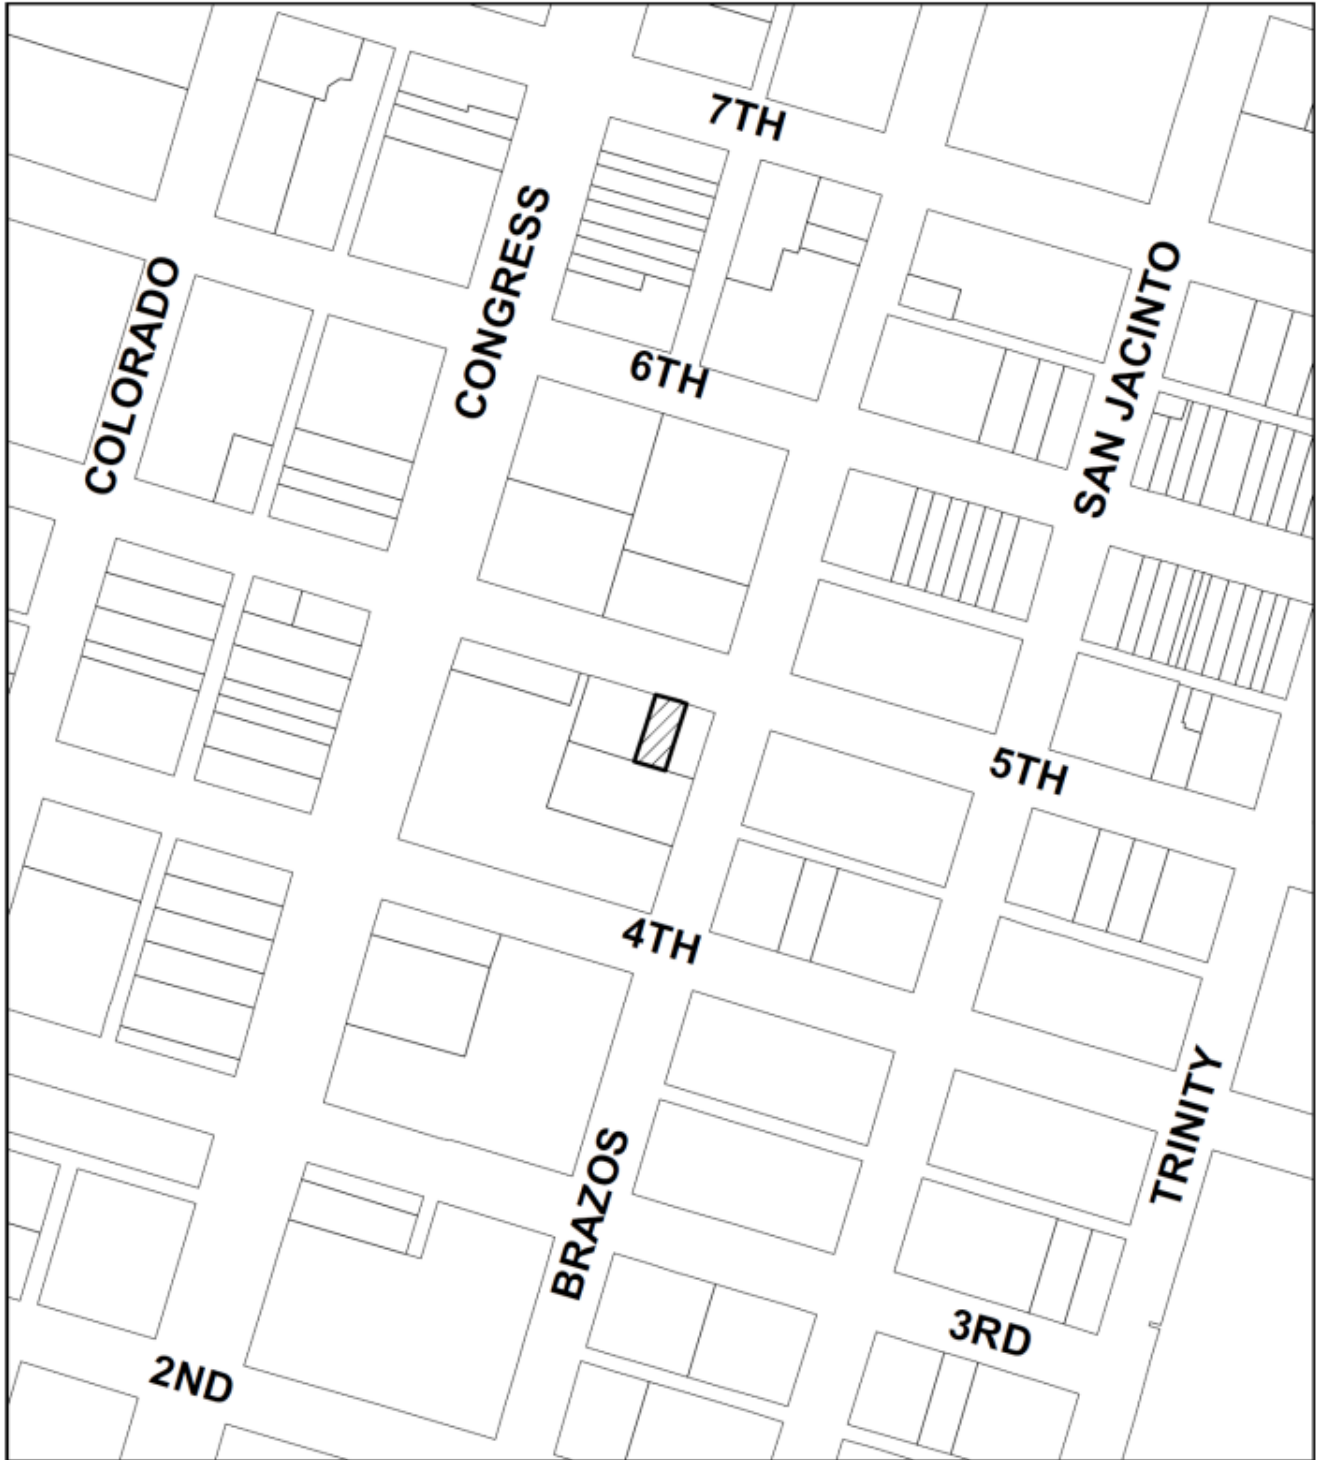 7TH
CONGRESS
COLORADO
SAN JACINTO
6TH
5TH
4TH
TRINITY
BRAZOS
3RD
2ND